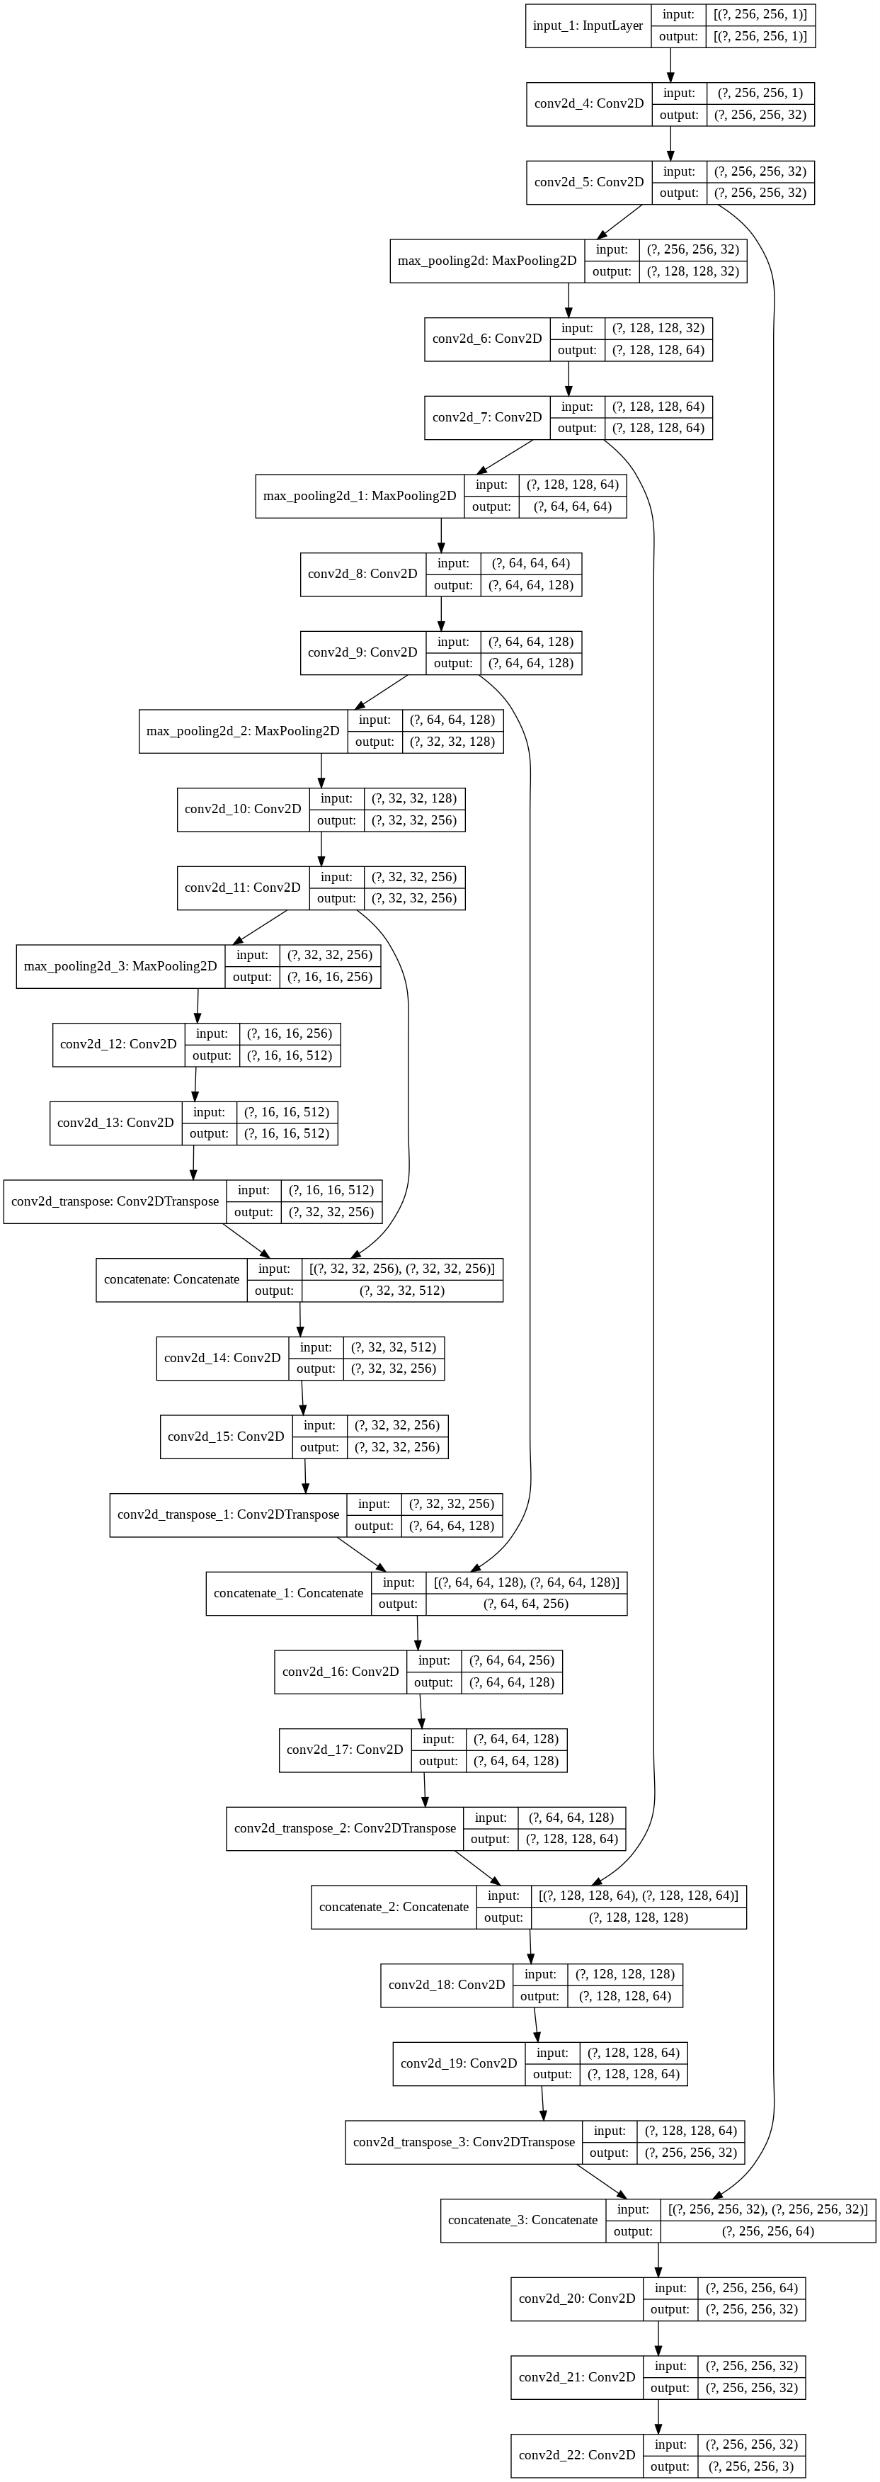 input_1: InputLayer
input: [(?, 256, 256, 1)]
output: [(?, 256, 256, 1)]
conv2d_4: Conv2D
input: (?, 256, 256, 1)
output: (?, 256, 256, 32)
conv2d_5: Conv2D
input: (?, 256, 256, 32)
output: (?, 256, 256, 32)
max_pooling2d: MaxPooling2D
input: (?, 256, 256, 32)
output: (?, 128, 128, 32)
conv2d_6: Conv2D
input: (?, 128, 128, 32)
output: (?, 128, 128, 64)
conv2d_7: Conv2D
input: (?, 128, 128, 64)
output: (?, 128, 128, 64)
max_pooling2d_1: MaxPooling2D
input: (?, 128, 128, 64)
output: (?, 64, 64, 64)
conv2d_8: Conv2D
input: (?, 64, 64, 64)
output: (?, 64, 64, 128)
conv2d_9: Conv2D
input: (?, 64, 64, 128)
output: (?, 64, 64, 128)
max_pooling2d_2: MaxPooling2D
input: (?, 64, 64, 128)
output: (?, 32, 32, 128)
conv2d_10: Conv2D
input: (?, 32, 32, 128)
output: (?, 32, 32, 256)
conv2d_11: Conv2D
input: (?, 32, 32, 256)
output: (?, 32, 32, 256)
max_pooling2d_3: MaxPooling2D
input: (?, 32, 32, 256)
output: (?, 16, 16, 256)
conv2d_12: Conv2D
input: (?, 16, 16, 256)
output: (?, 16, 16, 512)
conv2d_13: Conv2D
input: (?, 16, 16, 512)
output: (?, 16, 16, 512)
conv2d_transpose: Conv2DTranspose
input: (?, 16, 16, 512)
output: (?, 32, 32, 256)
concatenate: Concatenate
input: [(?, 32, 32, 256), (?, 32, 32, 256)]
output: (?, 32, 32, 512)
conv2d_14: Conv2D
input: (?, 32, 32, 512)
output: (?, 32, 32, 256)
conv2d_15: Conv2D
input: (?, 32, 32, 256)
output: (?, 32, 32, 256)
conv2d_transpose_1: Conv2DTranspose
input: (?, 32, 32, 256)
output: (?, 64, 64, 128)
concatenate_1: Concatenate
input: [(?, 64, 64, 128), (?, 64, 64, 128)]
output: (?, 64, 64, 256)
conv2d_16: Conv2D
input: (?, 64, 64, 256)
output: (?, 64, 64, 128)
conv2d_17: Conv2D
input: (?, 64, 64, 128)
output: (?, 64, 64, 128)
conv2d_transpose_2: Conv2DTranspose
input: (?, 64, 64, 128)
output: (?, 128, 128, 64)
concatenate_2: Concatenate
input: [(?, 128, 128, 64), (?, 128, 128, 64)]
output: (?, 128, 128, 128)
conv2d_18: Conv2D
input: (?, 128, 128, 128)
output: (?, 128, 128, 64)
conv2d_19: Conv2D
input: (?, 128, 128, 64)
output: (?, 128, 128, 64)
conv2d_transpose_3: Conv2DTranspose
input: (?, 128, 128, 64)
output: (?, 256, 256, 32)
concatenate_3: Concatenate
input: [(?, 256, 256, 32), (?, 256, 256, 32)]
output: (?, 256, 256, 64)
conv2d_20: Conv2D
input: (?, 256, 256, 64)
output: (?, 256, 256, 32)
conv2d_21: Conv2D
input: (?, 256, 256, 32)
output: (?, 256, 256, 32)
conv2d_22: Conv2D
input: (?, 256, 256, 32)
output: (?, 256, 256, 3)